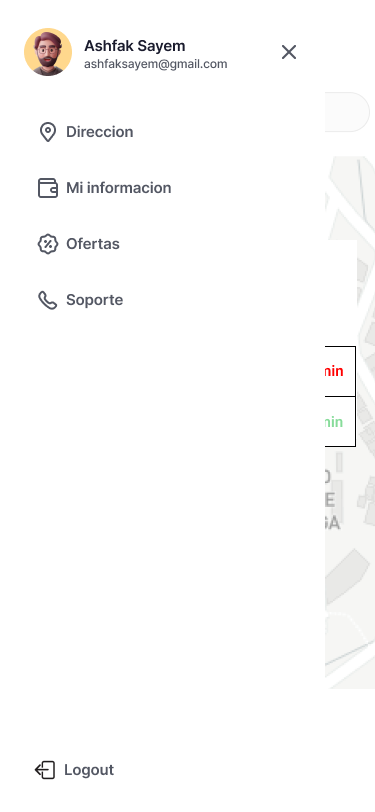 Ashfak Sayem
ashfaksayem@gmail.com
Direccion
Mi informacion
Ofertas
Soporte
Logout